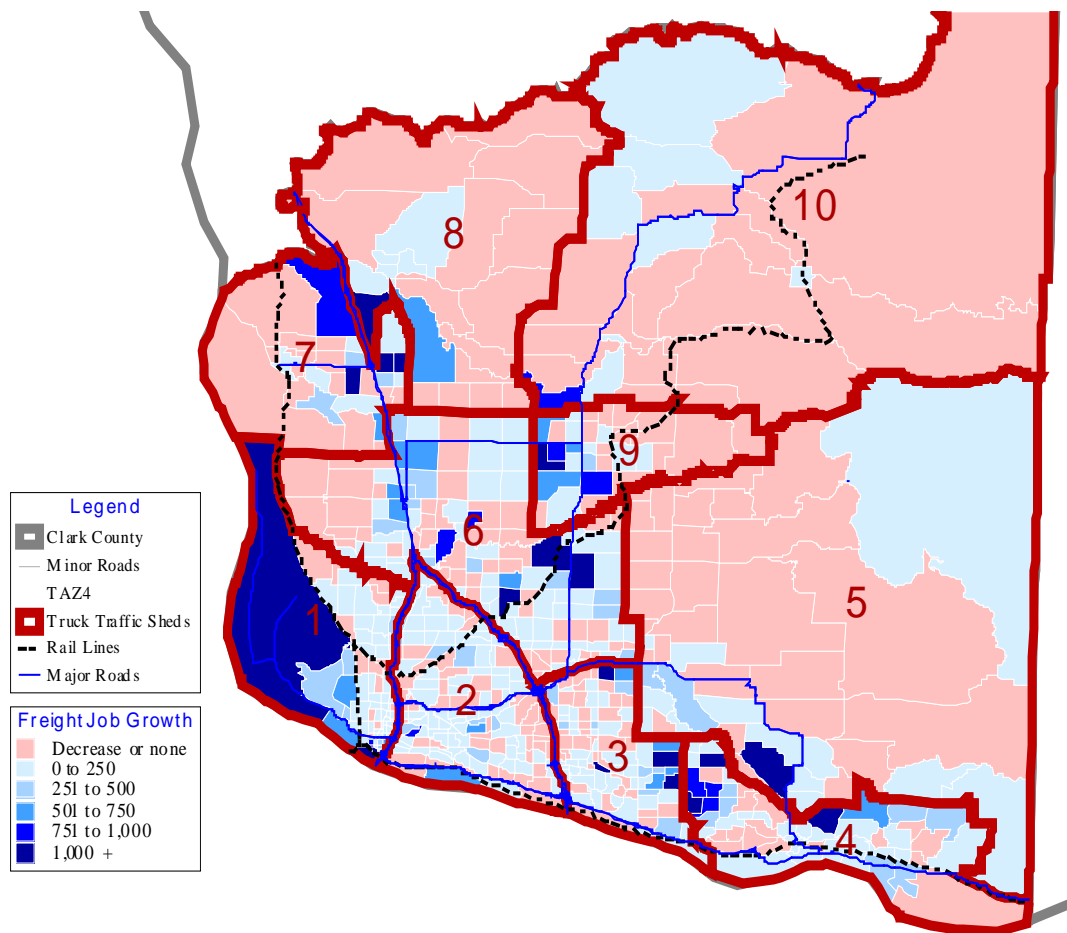 10
8
7
9
6
5
1
2
3
4
Legend
Clark County
Minor Roads
TAZ4
Truck Traffic Sheds
Rail Lines
Major Roads
Freight Job Growth
Decrease or none
0 to 250
251 to 500
501 to 750
751 to 1,000
1,000 +